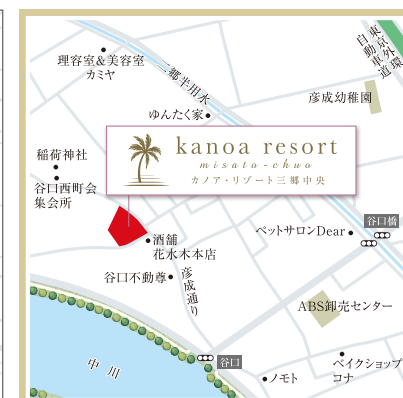 東京外環
自動車道
理容室&美容室
カミヤ
二郷半用水
彦成幼稚園
ゆんたく家
kanoa resort
misato-chuo
カノア・リゾート三郷中央
稲荷神社
谷口西町会
集会所
谷口橋
ペットサロンDear
酒舗
花水木本店
谷口不動尊
彦成通り
ABS卸売センター
中川
谷口
ベイクショップ
コナ
ノモト